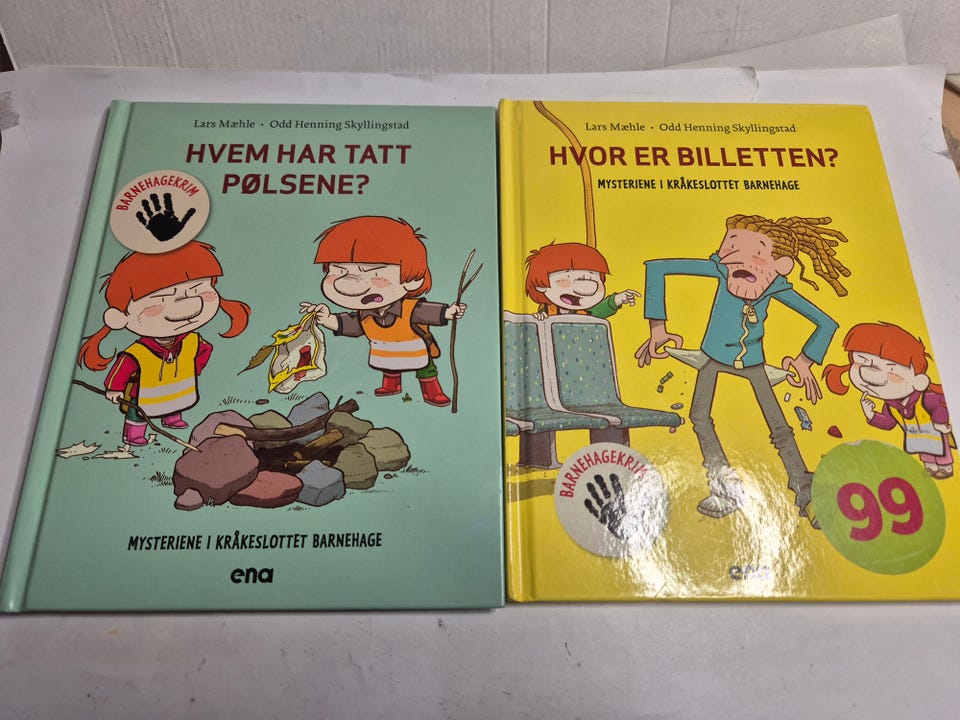 Lars Mæhle • Odd Henning Skyllingstad
HVEM HAR TATT
PØLSENE?
BARNEHAGEKRIM
MYSTERIENE I KRÅKESLOTTET BARNEHAGE
ena
Lars Mæhle • Odd Henning Skyllingstad
HVOR ER BILLETTEN?
MYSTERIENE I KRÅKESLOTTET BARNEHAGE
BARNEHAGEKRIM
99
ena